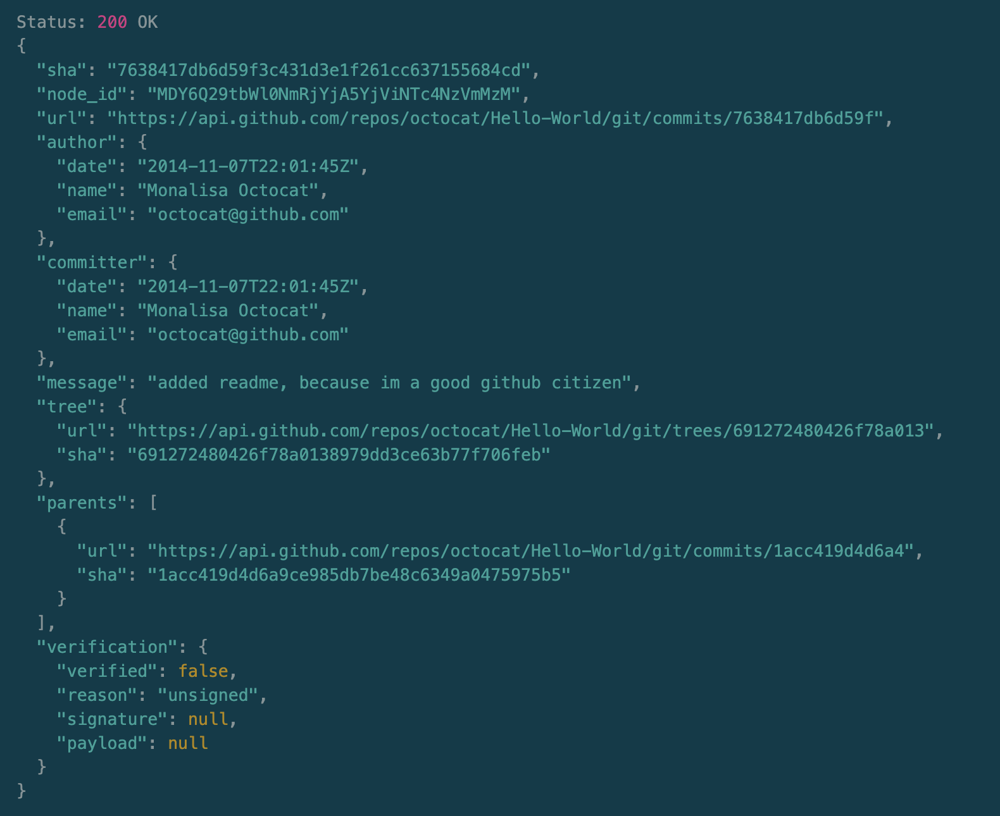 Status: 200 OK
{
  "sha": "7638417db6d59f3c431d3e1f261cc637155684cd",
  "node_id": "MDY6Q29tbWl0NmRjYjA5YjViNTc4NzVmMzM",
  "url": "https://api.github.com/repos/octocat/Hello-World/git/commits/7638417db6d59f",
  "author": {
    "date": "2014-11-07T22:01:45Z",
    "name": "Monalisa Octocat",
    "email": "octocat@github.com"
  },
  "committer": {
    "date": "2014-11-07T22:01:45Z",
    "name": "Monalisa Octocat",
    "email": "octocat@github.com"
  },
  "message": "added readme, because im a good github citizen",
  "tree": {
    "url": "https://api.github.com/repos/octocat/Hello-World/git/trees/691272480426f78a013",
    "sha": "691272480426f78a0138979dd3ce63b77f706feb"
  },
  "parents": [
    {
      "url": "https://api.github.com/repos/octocat/Hello-World/git/commits/1acc419d4d6a4",
      "sha": "1acc419d4d6a9ce985db7be48c6349a0475975b5"
    }
  ],
  "verification": {
    "verified": false,
    "reason": "unsigned",
    "signature": null,
    "payload": null
  }
}